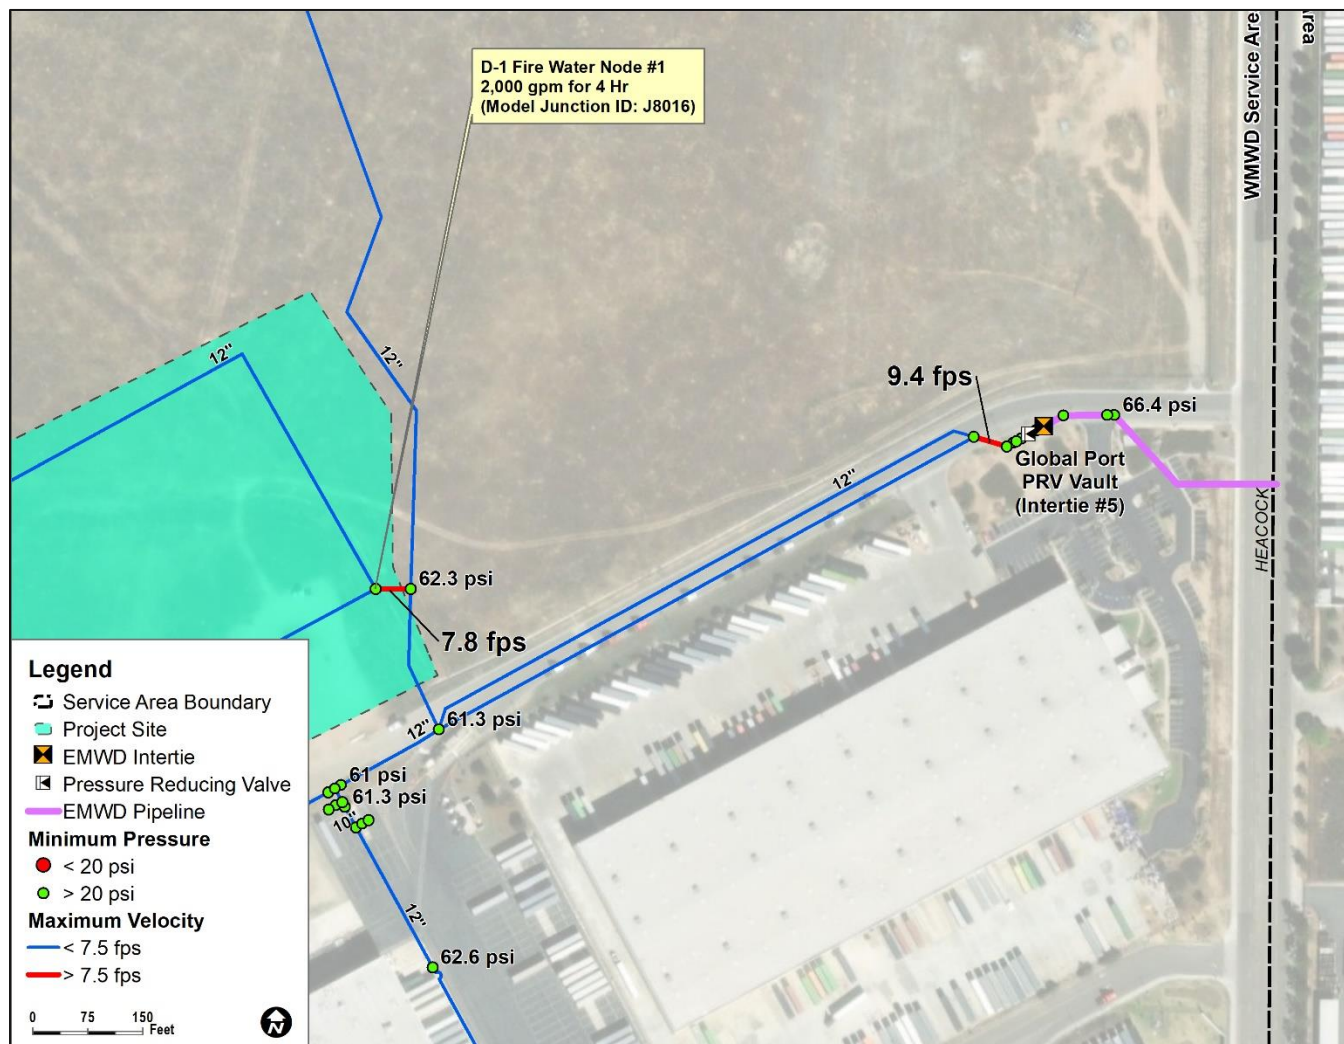 D-1 Fire Water Node #1
2,000 gpm for 4 Hr
(Model Junction ID: J8016)
WMWD Service Are
Area
12"
12"
9.4 fps
66.4 psi
Global Port
PRV Vault
(Intertie #5)
12"
HEACOCK
62.3 psi
7.8 fps
12"
61.3 psi
61 psi
61.3 psi
10"
12"
62.6 psi
Legend
Service Area Boundary
Project Site
EMWD Intertie
Pressure Reducing Valve
EMWD Pipeline
Minimum Pressure
< 20 psi
> 20 psi
Maximum Velocity
< 7.5 fps
> 7.5 fps
0 75 150
Feet
N